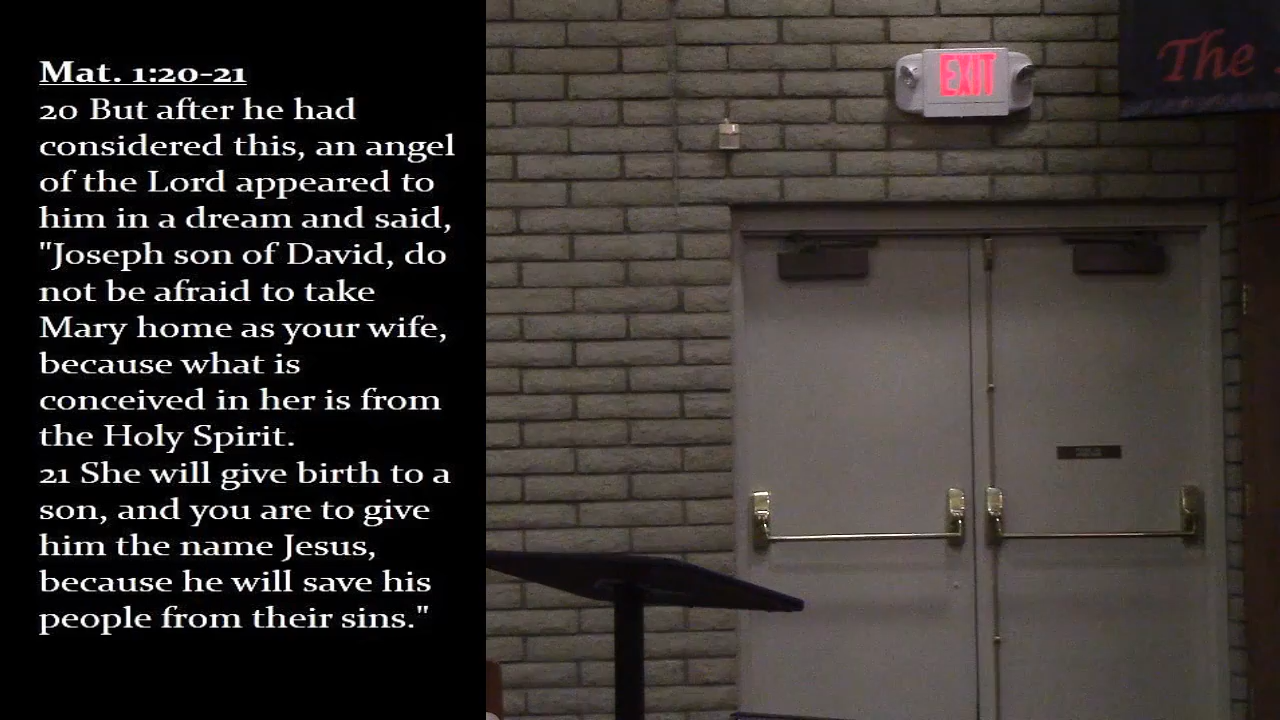 Mat. 1:20-21
20 But after he had
considered this, an angel
of the Lord appeared to
him in a dream and said,
"Joseph son of David, do
not be afraid to take
Mary home as your wife,
because what is
conceived in her is from
the Holy Spirit.
21 She will give birth to a
son, and you are to give
him the name Jesus,
because he will save his
people from their sins."
EXIT
The